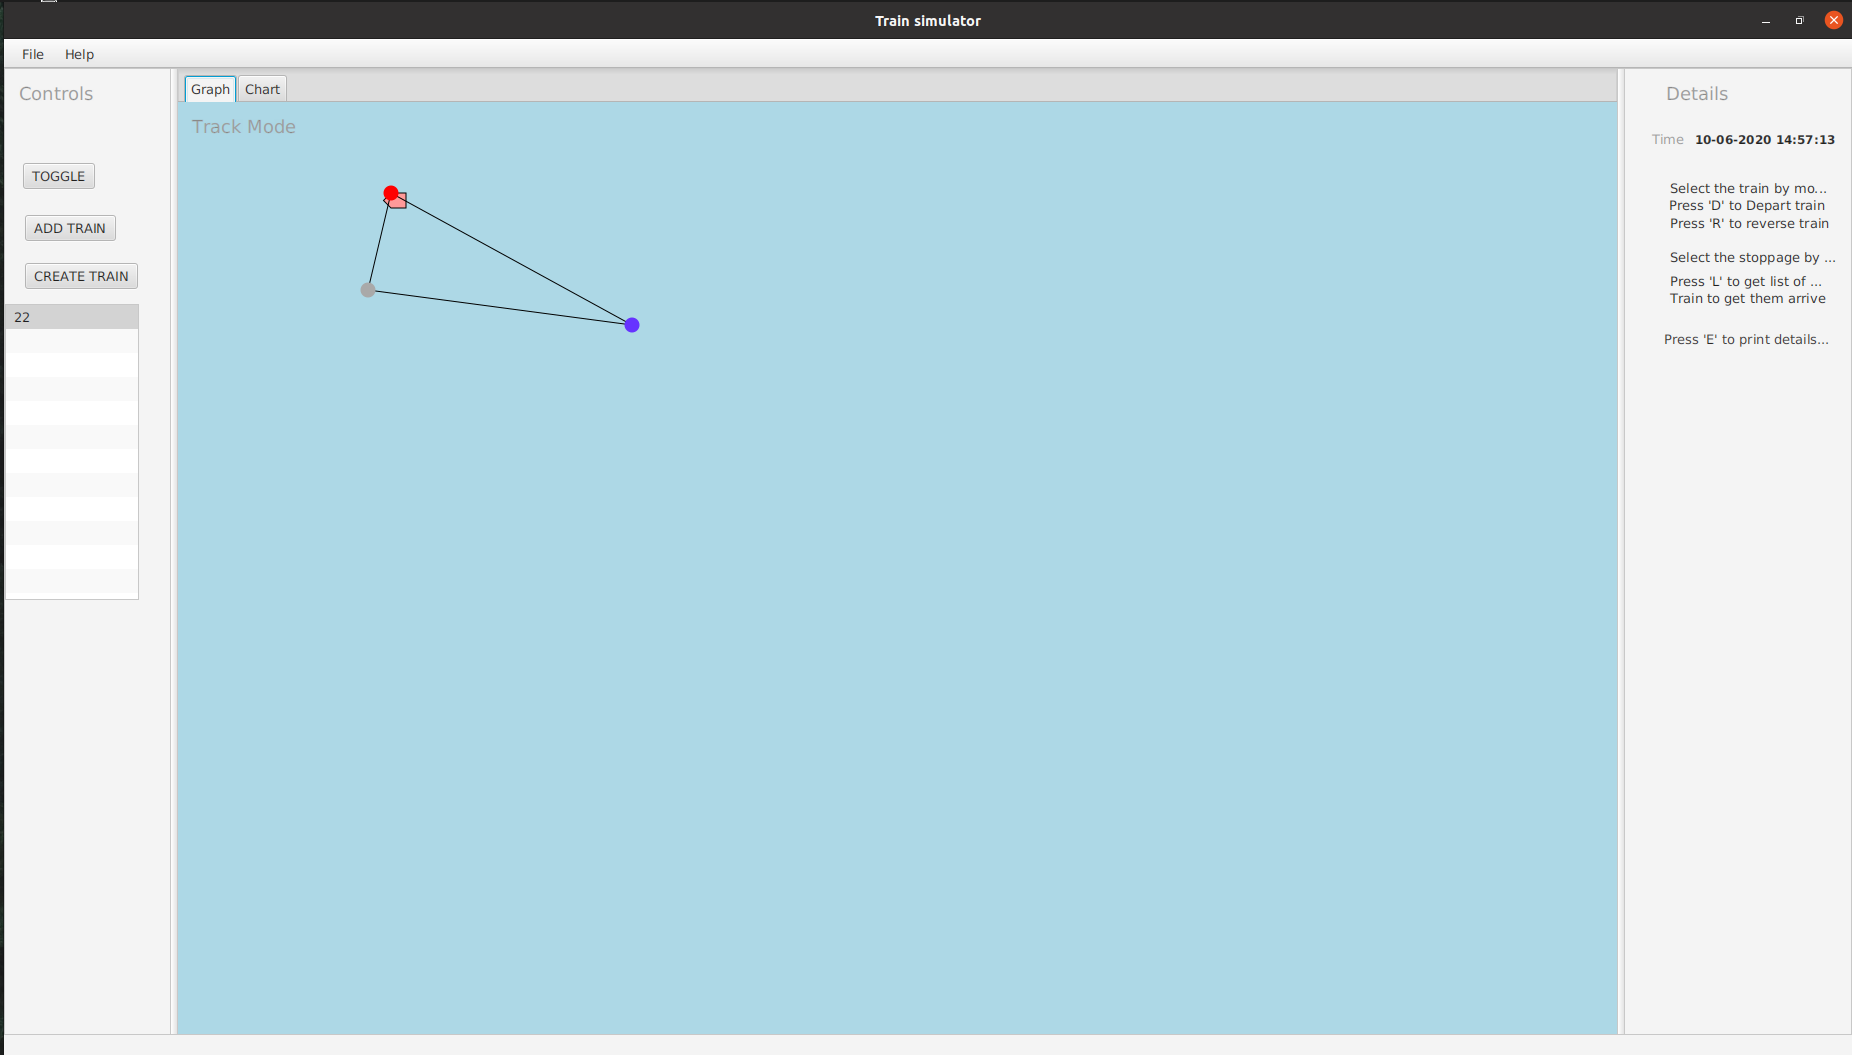 Train simulator
File Help
Controls
TOGGLE
ADD TRAIN
CREATE TRAIN
22
Graph Chart
Track Mode
Details
Time 10-06-2020 14:57:13
Select the train by mo...
Press 'D' to Depart train
Press 'R' to reverse train
Select the stoppage by ...
Press 'L' to get list of ...
Train to get them arrive
Press 'E' to print details...